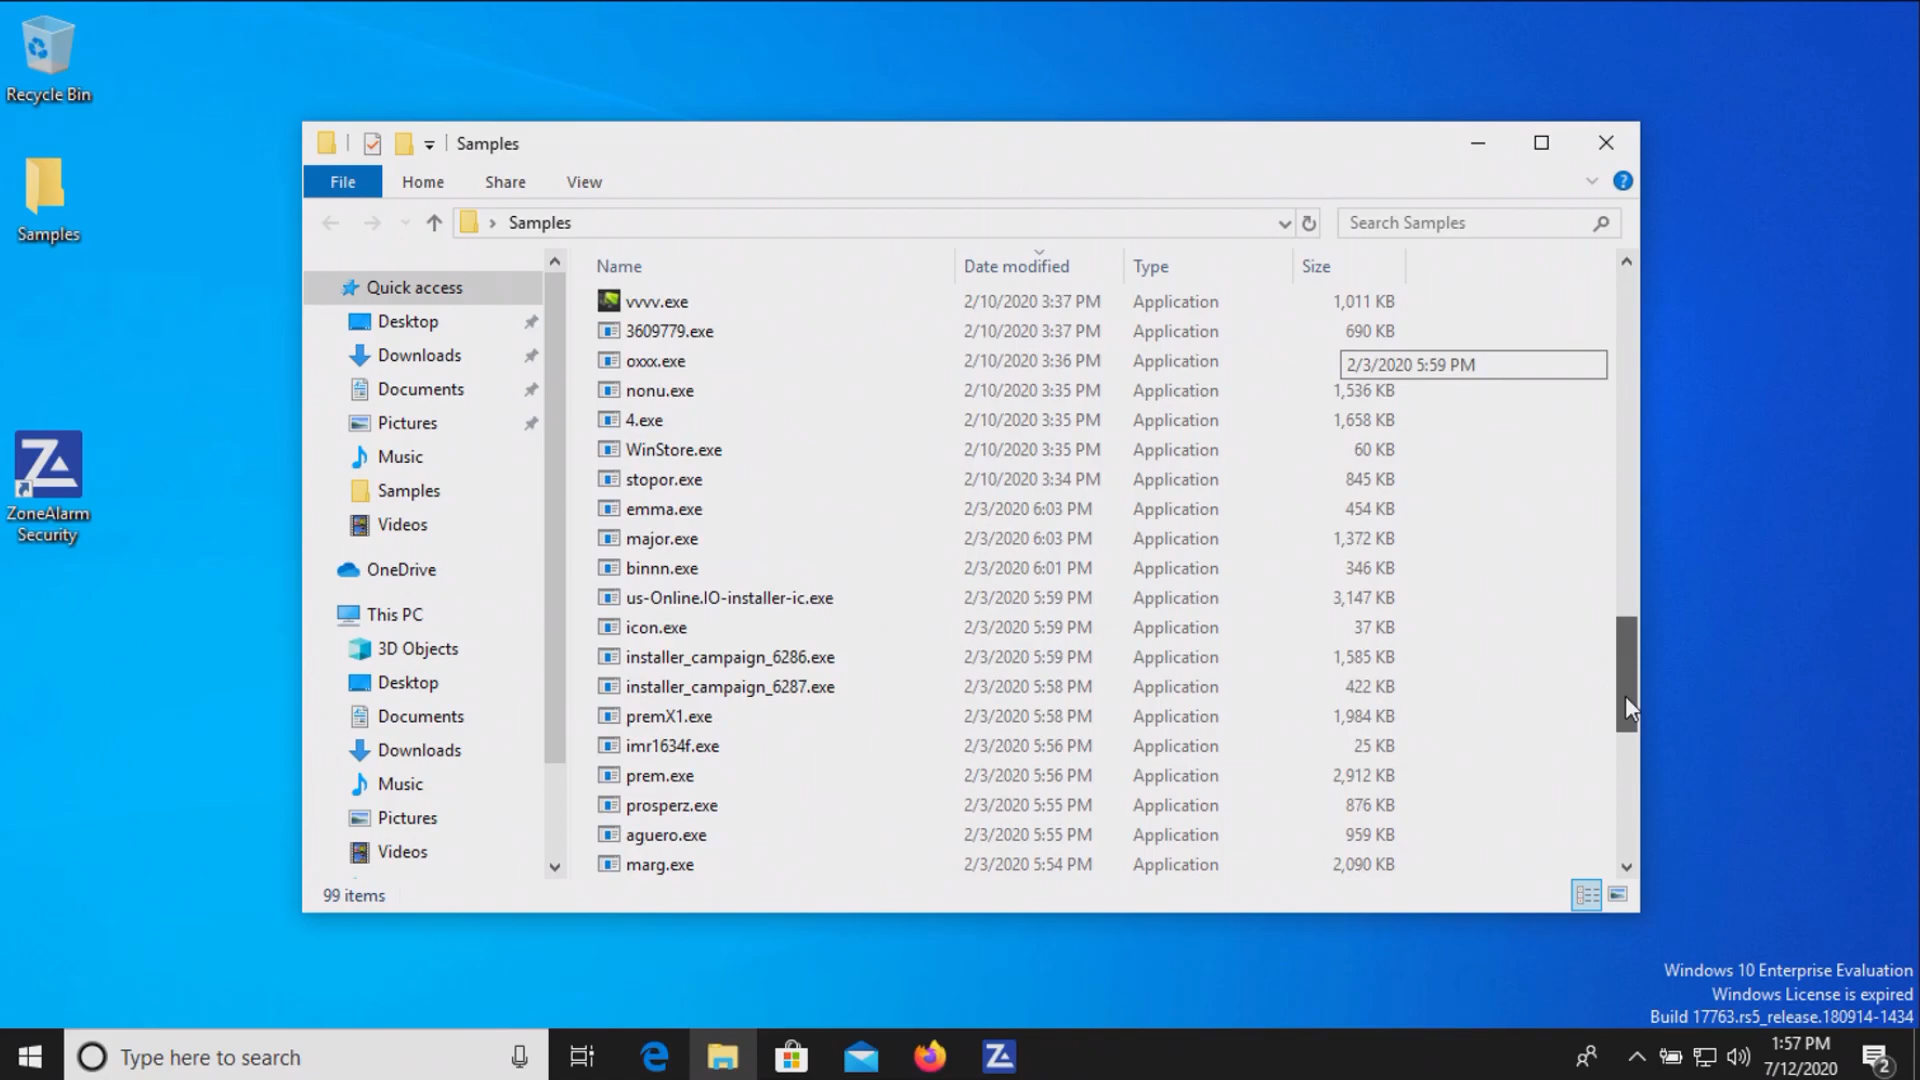 Recycle Bin
Samples
ZoneAlarm
Security
Samples
File Home Share View
Samples
Search Samples
Quick access
Desktop
Downloads
Documents
Pictures
Music
Samples
Videos
OneDrive
This PC
3D Objects
Desktop
Documents
Downloads
Music
Pictures
Videos
Name Date modified Type Size
vvvv.exe 2/10/2020 3:37 PM Application 1,011 KB
3609779.exe 2/10/2020 3:37 PM Application 690 KB
oxxx.exe 2/10/2020 3:36 PM Application
2/3/2020 5:59 PM
nonu.exe 2/10/2020 3:35 PM Application 1,536 KB
4.exe 2/10/2020 3:35 PM Application 1,658 KB
WinStore.exe 2/10/2020 3:35 PM Application 60 KB
stopor.exe 2/10/2020 3:34 PM Application 845 KB
emma.exe 2/3/2020 6:03 PM Application 454 KB
major.exe 2/3/2020 6:03 PM Application 1,372 KB
binnn.exe 2/3/2020 6:01 PM Application 346 KB
us-Online.IO-installer-ic.exe 2/3/2020 5:59 PM Application 3,147 KB
icon.exe 2/3/2020 5:59 PM Application 37 KB
installer_campaign_6286.exe 2/3/2020 5:59 PM Application 1,585 KB
installer_campaign_6287.exe 2/3/2020 5:58 PM Application 422 KB
premX1.exe 2/3/2020 5:58 PM Application 1,984 KB
imr1634f.exe 2/3/2020 5:56 PM Application 25 KB
prem.exe 2/3/2020 5:56 PM Application 2,912 KB
prosperz.exe 2/3/2020 5:55 PM Application 876 KB
aguero.exe 2/3/2020 5:55 PM Application 959 KB
marg.exe 2/3/2020 5:54 PM Application 2,090 KB
99 items
Windows 10 Enterprise Evaluation
Windows License is expired
Build 17763.rs5_release.180914-1434
Type here to search
1:57 PM
7/12/2020
2